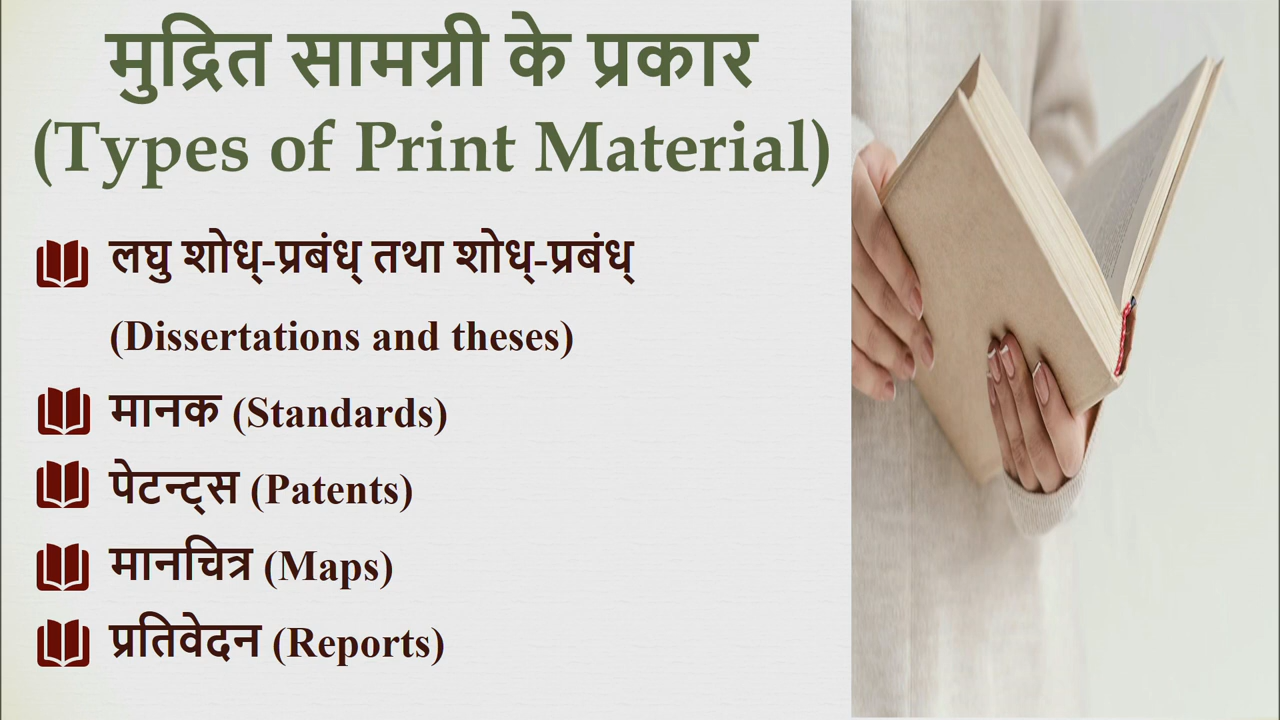 मुद्रित सामग्री के प्रकार
(Types of Print Material)
लघु शोध्-प्रबंध् तथा शोध्-प्रबंध्
(Dissertations and theses)
मानक (Standards)
पेटन्ट्स (Patents)
मानचित्र (Maps)
प्रतिवेदन (Reports)